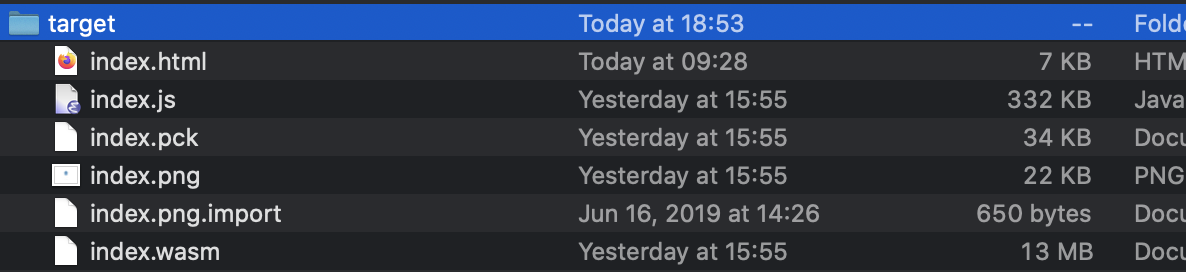 target Today at 18:53 -- Folde
index.html Today at 09:28 7 KB HTM
index.js Yesterday at 15:55 332 KB Java
index.pck Yesterday at 15:55 34 KB Docu
index.png Yesterday at 15:55 22 KB PNG
index.png.import Jun 16, 2019 at 14:26 650 bytes Docu
index.wasm Yesterday at 15:55 13 MB Docu